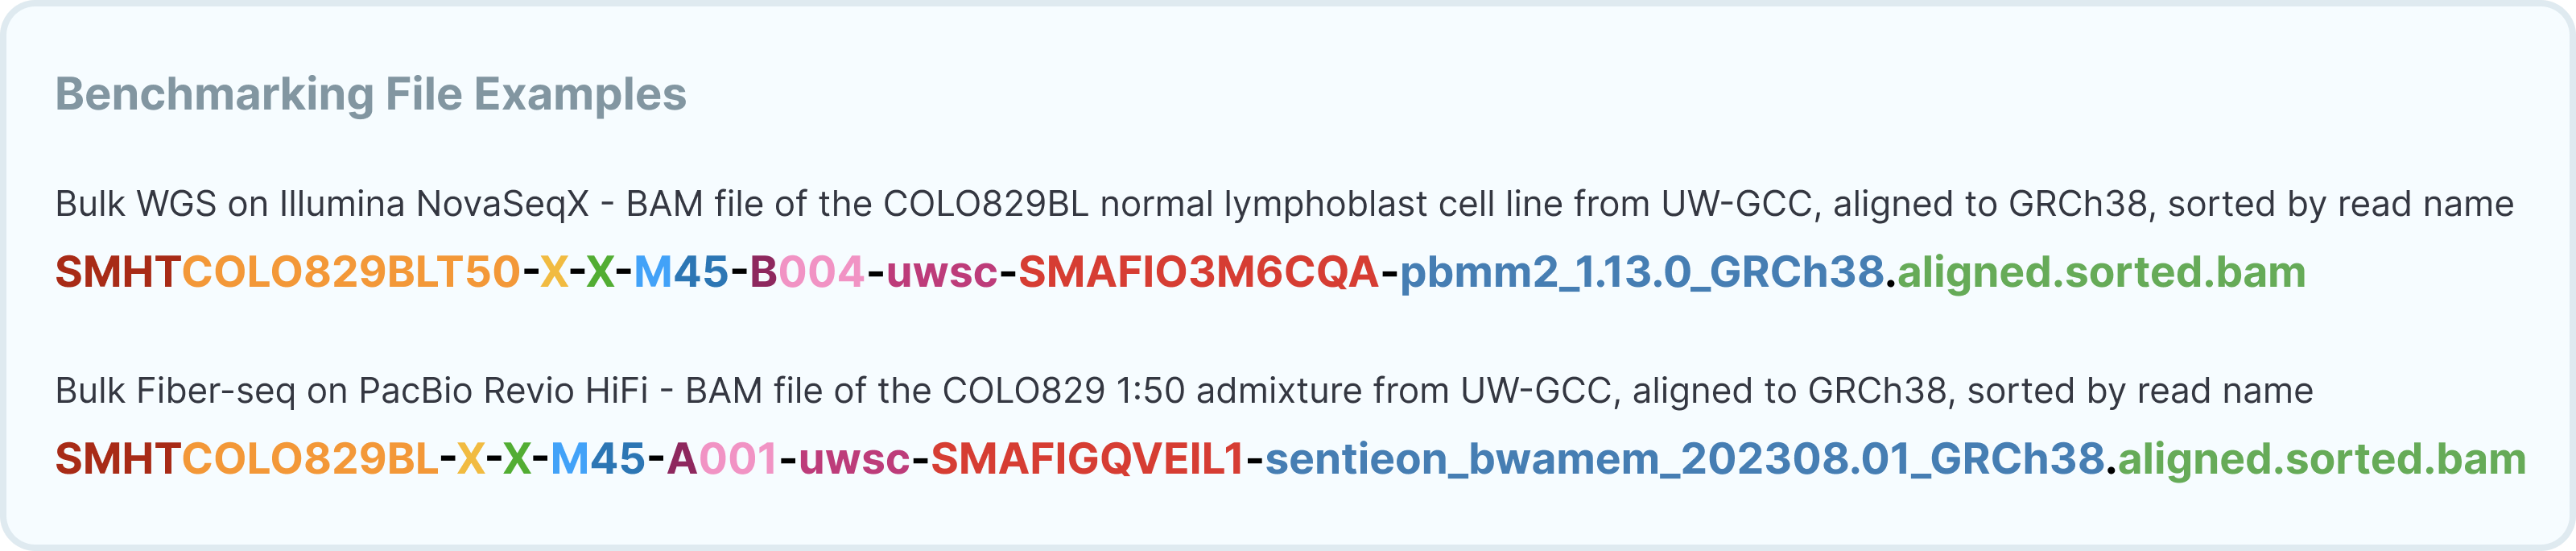 Benchmarking File Examples
Bulk WGS on Illumina NovaSeqX - BAM file of the COLO829BL normal lymphoblast cell line from UW-GCC, aligned to GRCh38, sorted by read name
SMHTCOLO829BLT50-X-X-M45-B004-uwsc-SMAFIO3M6CQA-pbmm2_1.13.0_GRCh38.aligned.sorted.bam
Bulk Fiber-seq on PacBio Revio HiFi - BAM file of the COLO829 1:50 admixture from UW-GCC, aligned to GRCh38, sorted by read name
SMHTCOLO829BL-X-X-M45-A001-uwsc-SMAFIGQVEIL1-sentieon_bwamem_202308.01_GRCh38.aligned.sorted.bam